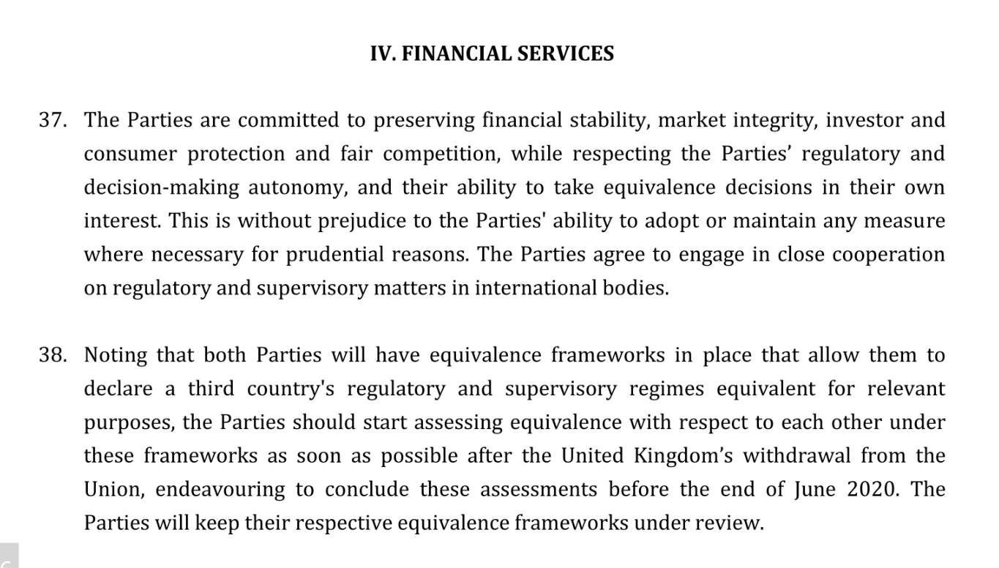 IV. FINANCIAL SERVICES
37. The Parties are committed to preserving financial stability, market integrity, investor and
consumer protection and fair competition, while respecting the Parties’ regulatory and
decision-making autonomy, and their ability to take equivalence decisions in their own
interest. This is without prejudice to the Parties' ability to adopt or maintain any measure
where necessary for prudential reasons. The Parties agree to engage in close cooperation
on regulatory and supervisory matters in international bodies.
38. Noting that both Parties will have equivalence frameworks in place that allow them to
declare a third country's regulatory and supervisory regimes equivalent for relevant
purposes, the Parties should start assessing equivalence with respect to each other under
these frameworks as soon as possible after the United Kingdom’s withdrawal from the
Union, endeavouring to conclude these assessments before the end of June 2020. The
Parties will keep their respective equivalence frameworks under review.